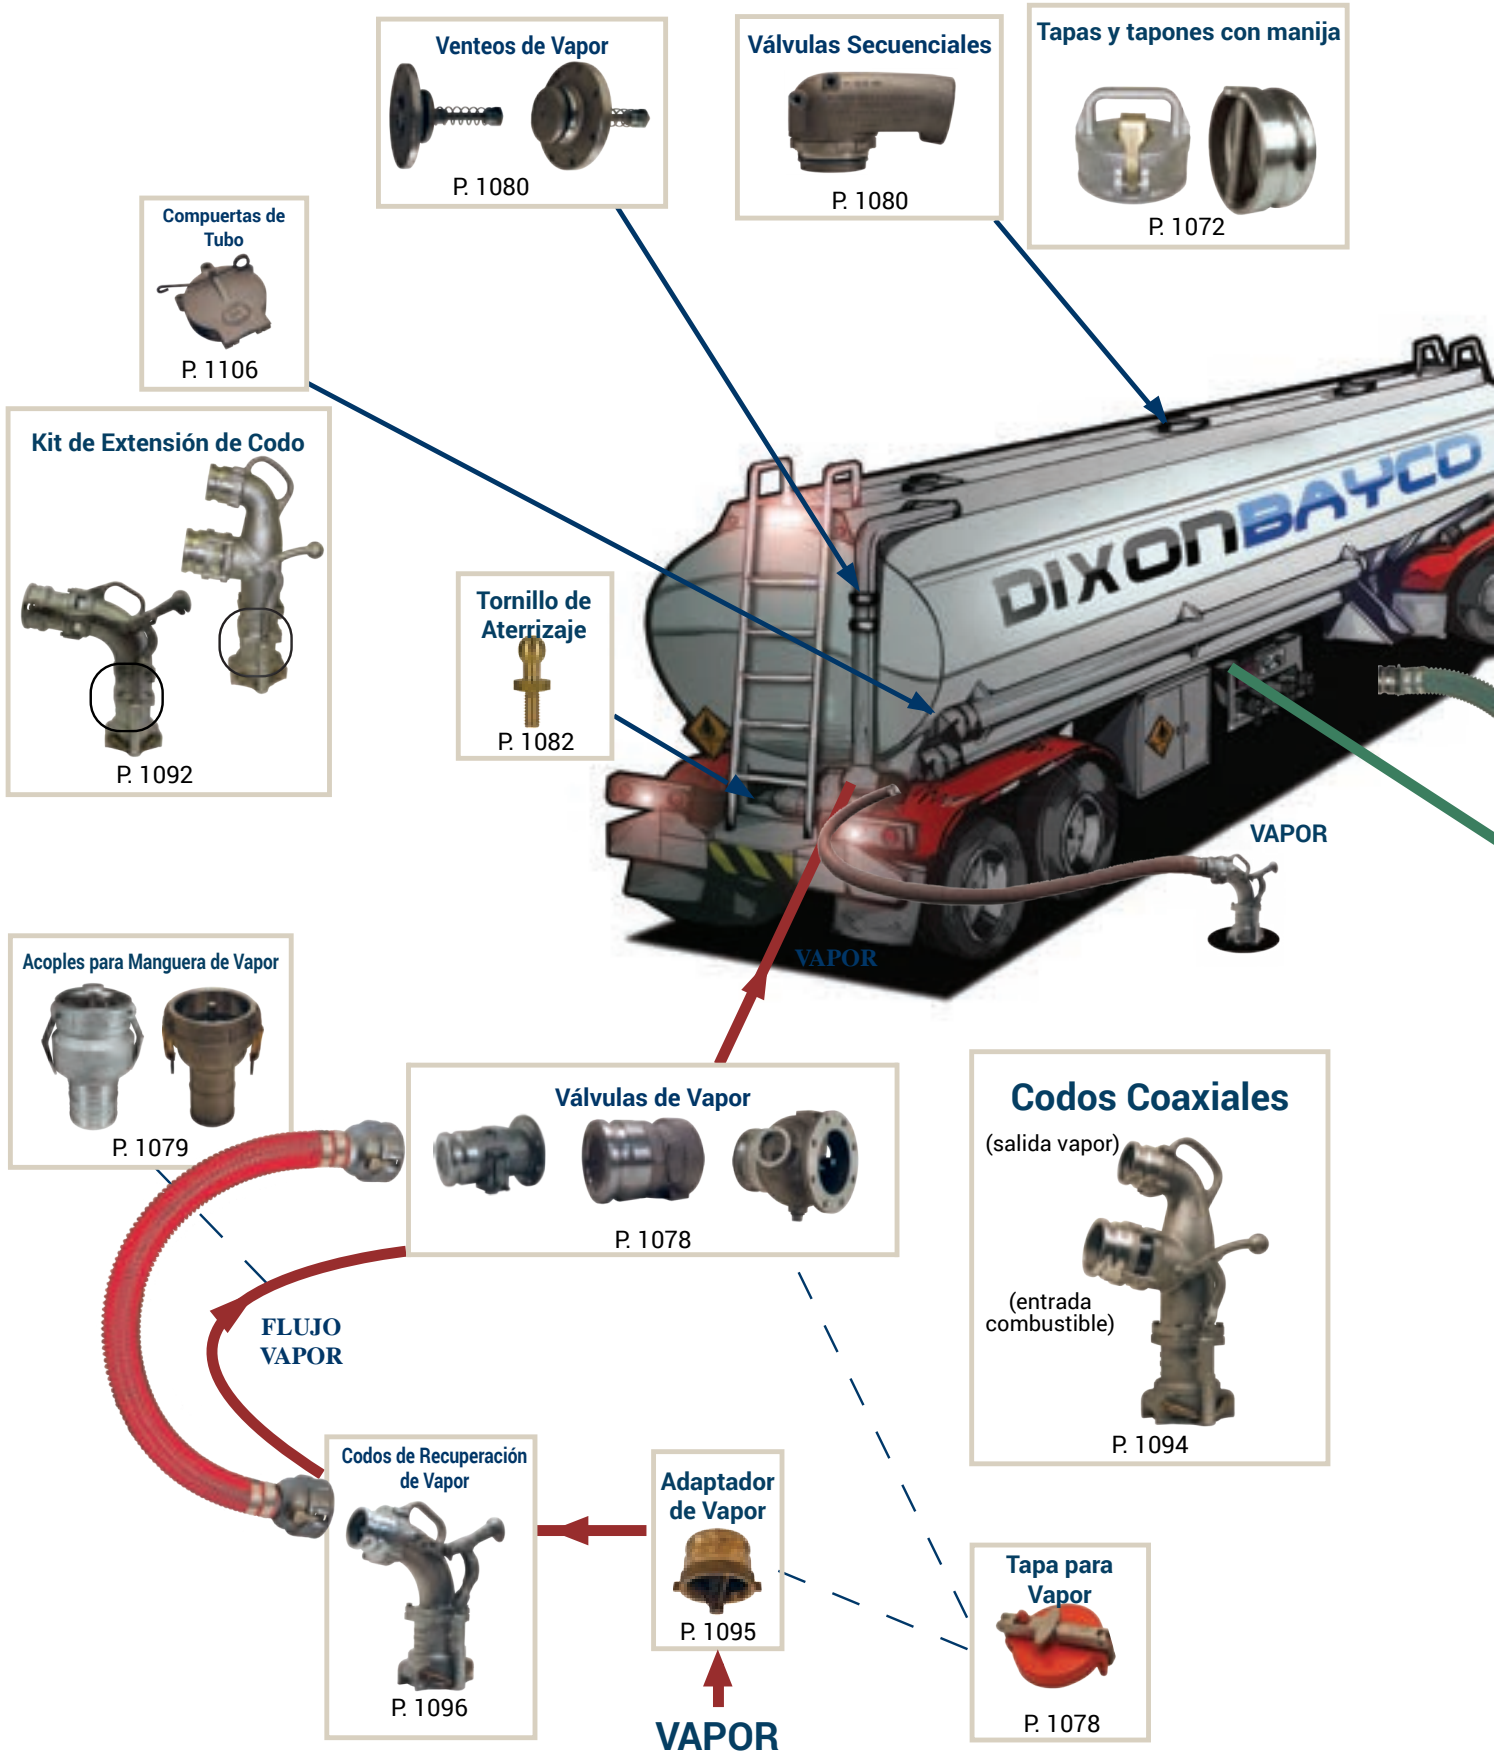 Venteos de Vapor
P. 1080
Válvulas Secuenciales
P. 1080
Tapas y tapones con manija
P. 1072
Compuertas de
Tubo
P. 1106
Kit de Extensión de Codo
P. 1092
Tornillo de
Aterrizaje
P. 1082
DIXONBAYCO
VAPOR
VAPOR
Acoples para Manguera de Vapor
P. 1079
Válvulas de Vapor
P. 1078
Codos Coaxiales
(salida vapor)
(entrada
combustible)
P. 1094
FLUJO
VAPOR
Codos de Recuperación
de Vapor
P. 1096
Adaptador
de Vapor
P. 1095
VAPOR
Tapa para
Vapor
P. 1078